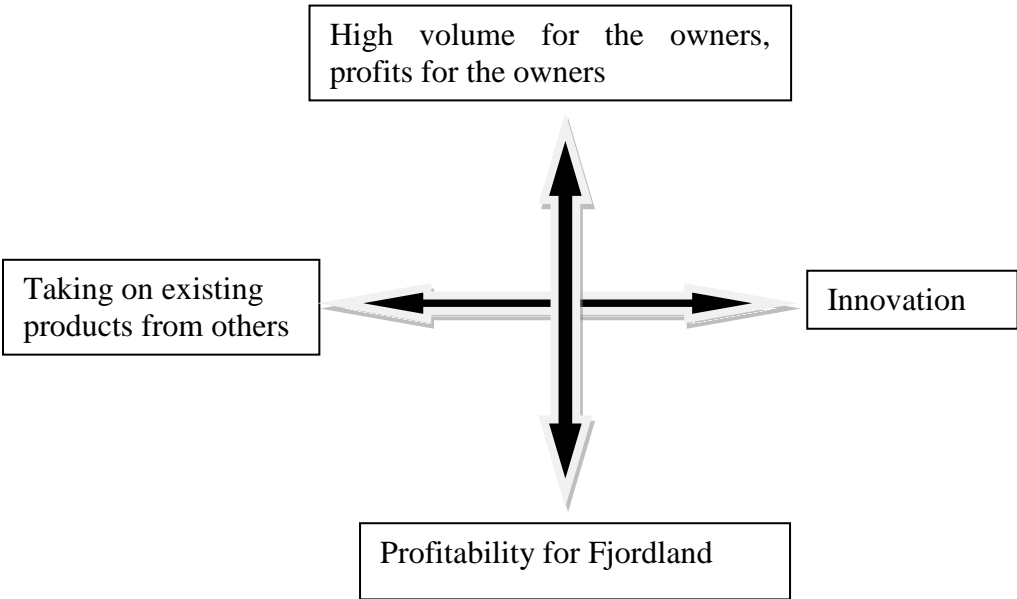 High volume for the owners,
profits for the owners
Taking on existing
products from others
Innovation
Profitability for Fjordland